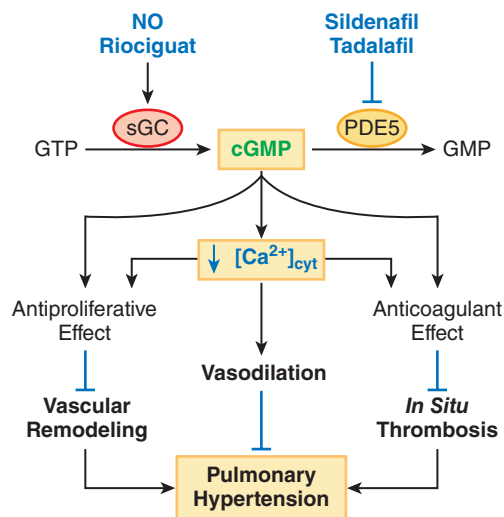 NO
Riociguat
Sildenafil
Tadalafil
sGC
PDE5
GTP
cGMP
GMP
↓ [Ca²⁺]cyt
Antiproliferative
Effect
Anticoagulant
Effect
Vasodilation
Vascular
Remodeling
In Situ
Thrombosis
Pulmonary
Hypertension